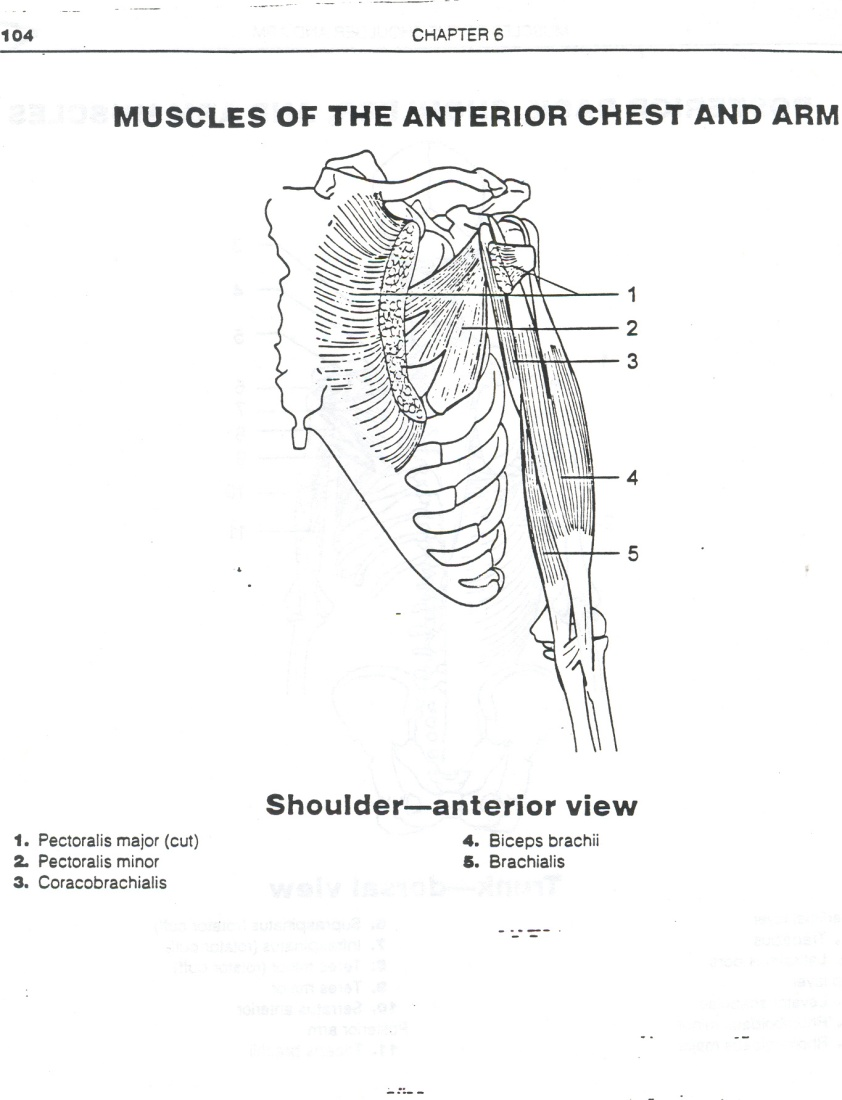 104
CHAPTER 6
MUSCLES OF THE ANTERIOR CHEST AND ARM
1
2
3
4
5
Shoulder—anterior view
1. Pectoralis major (cut)
2. Pectoralis minor
3. Coracobrachialis
4. Biceps brachii
5. Brachialis